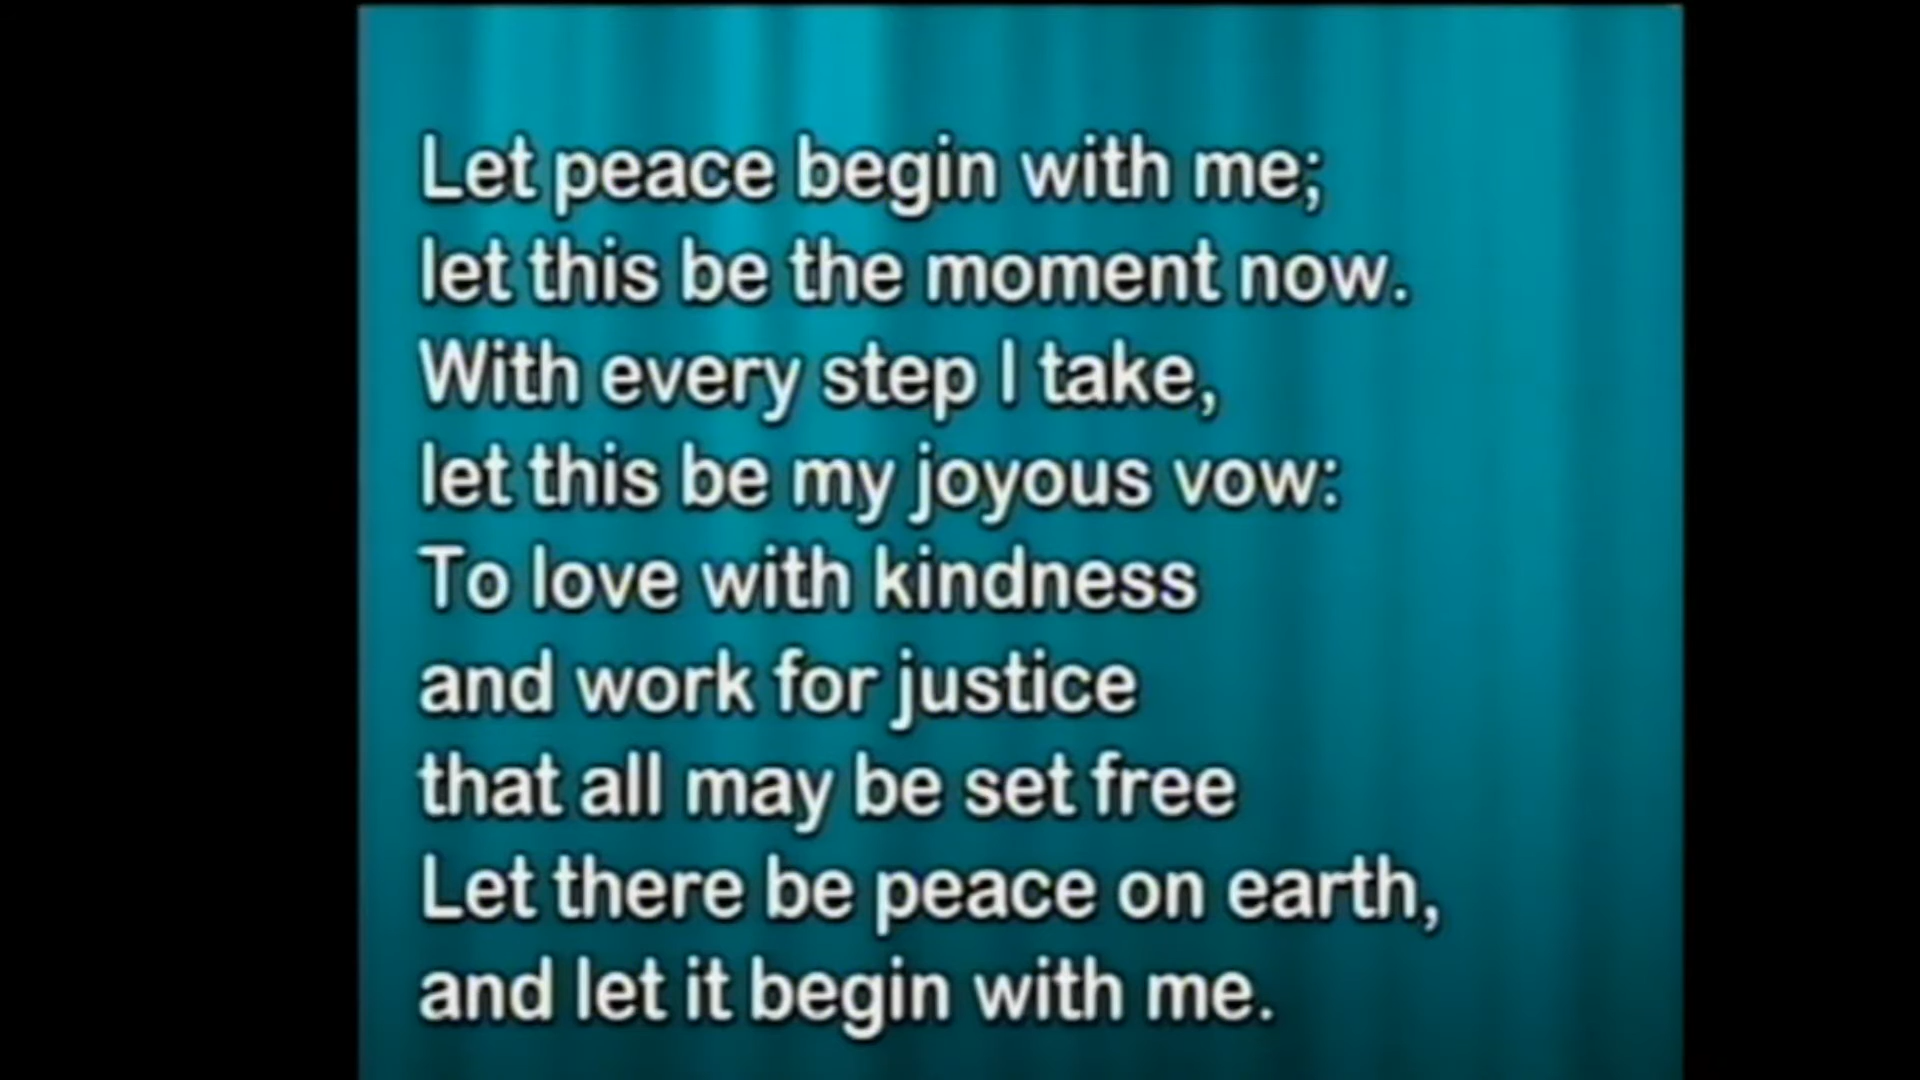 Let peace begin with me;
let this be the moment now.
With every step I take,
let this be my joyous vow:
To love with kindness
and work for justice
that all may be set free
Let there be peace on earth,
and let it begin with me.